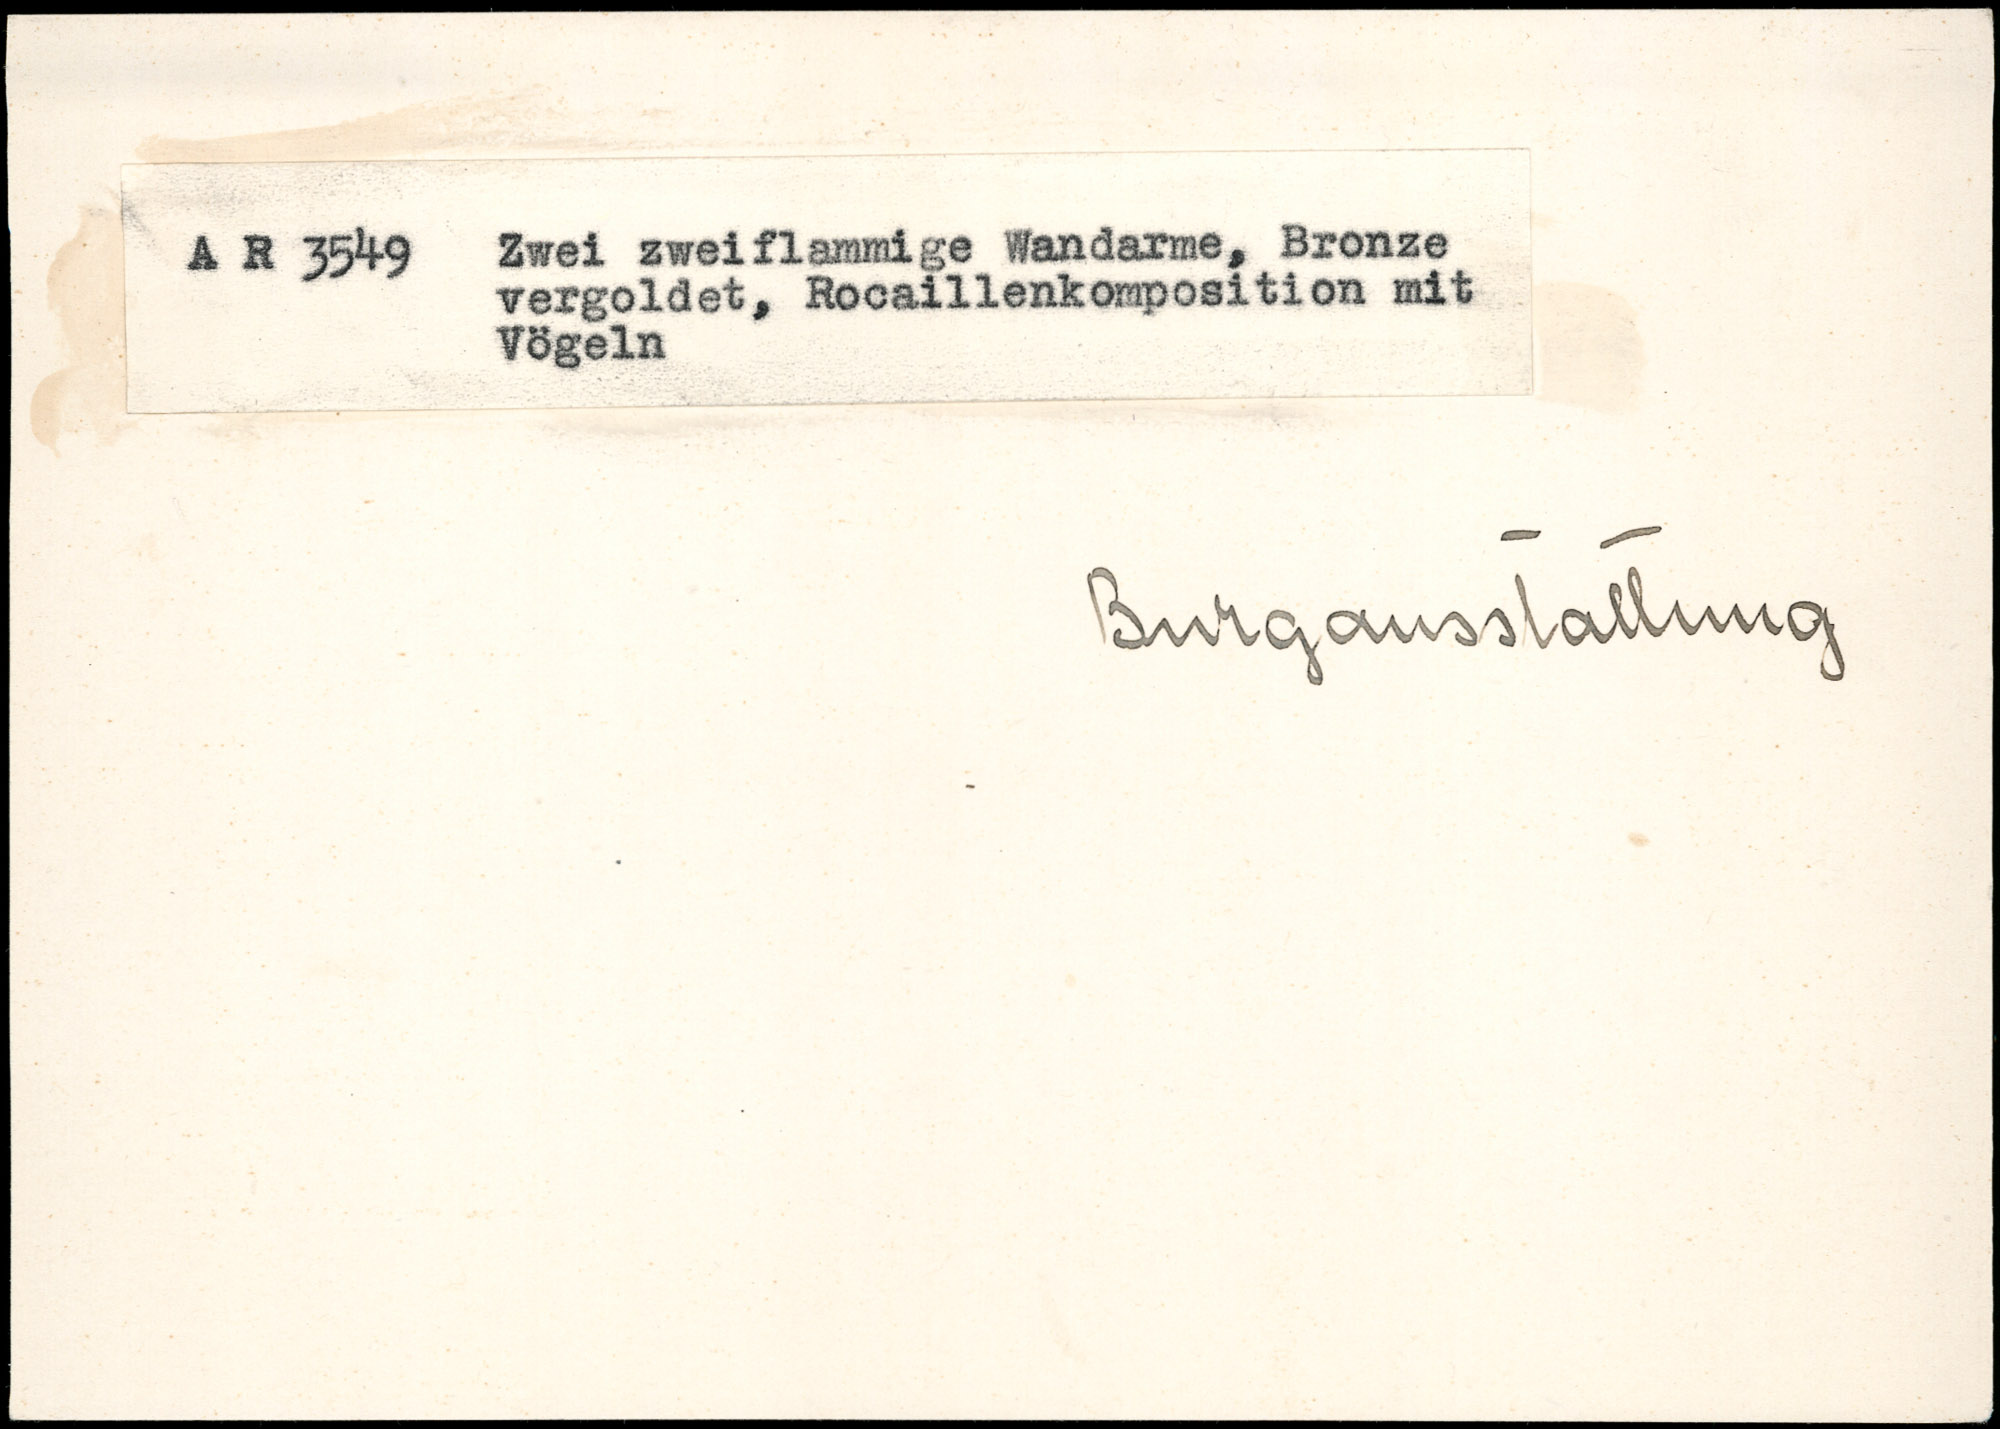 A R 3549 Zwei zweiflammige Wandarme, Bronze
vergoldet, Rocaillenkomposition mit
Vögeln
Burgausstattung